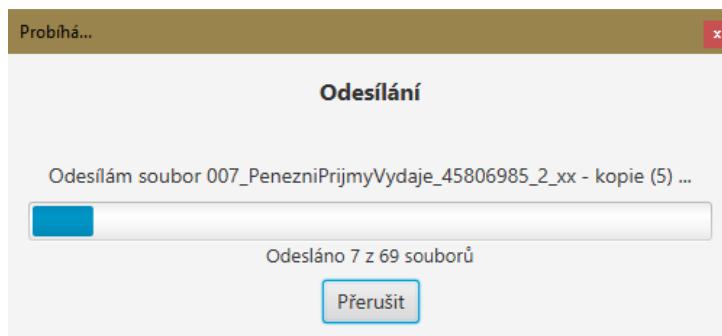 Probíhá...
x
Odesílání
Odesílám soubor 007_PenezniPrijmyVydaje_45806985_2_xx - kopie (5) ...
Odesláno 7 z 69 souborů
Přerušit